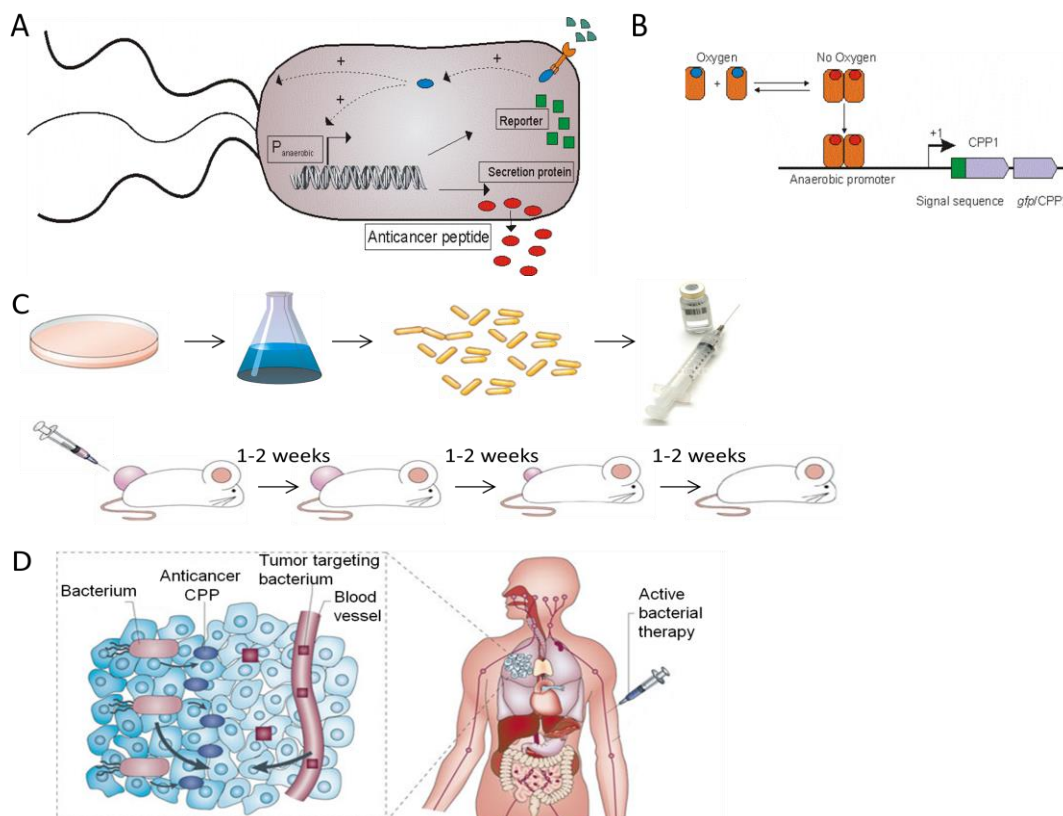 A
+
+
P anaerobic
Reporter
Secretion protein
Anticancer peptide
B
Oxygen
No Oxygen
+
+1
CPP1
Anaerobic promoter
Signal sequence
gfp/CPP
C
1-2 weeks
1-2 weeks
1-2 weeks
D
Bacterium
Anticancer
CPP
Tumor targeting
bacterium
Blood
vessel
Active
bacterial
therapy